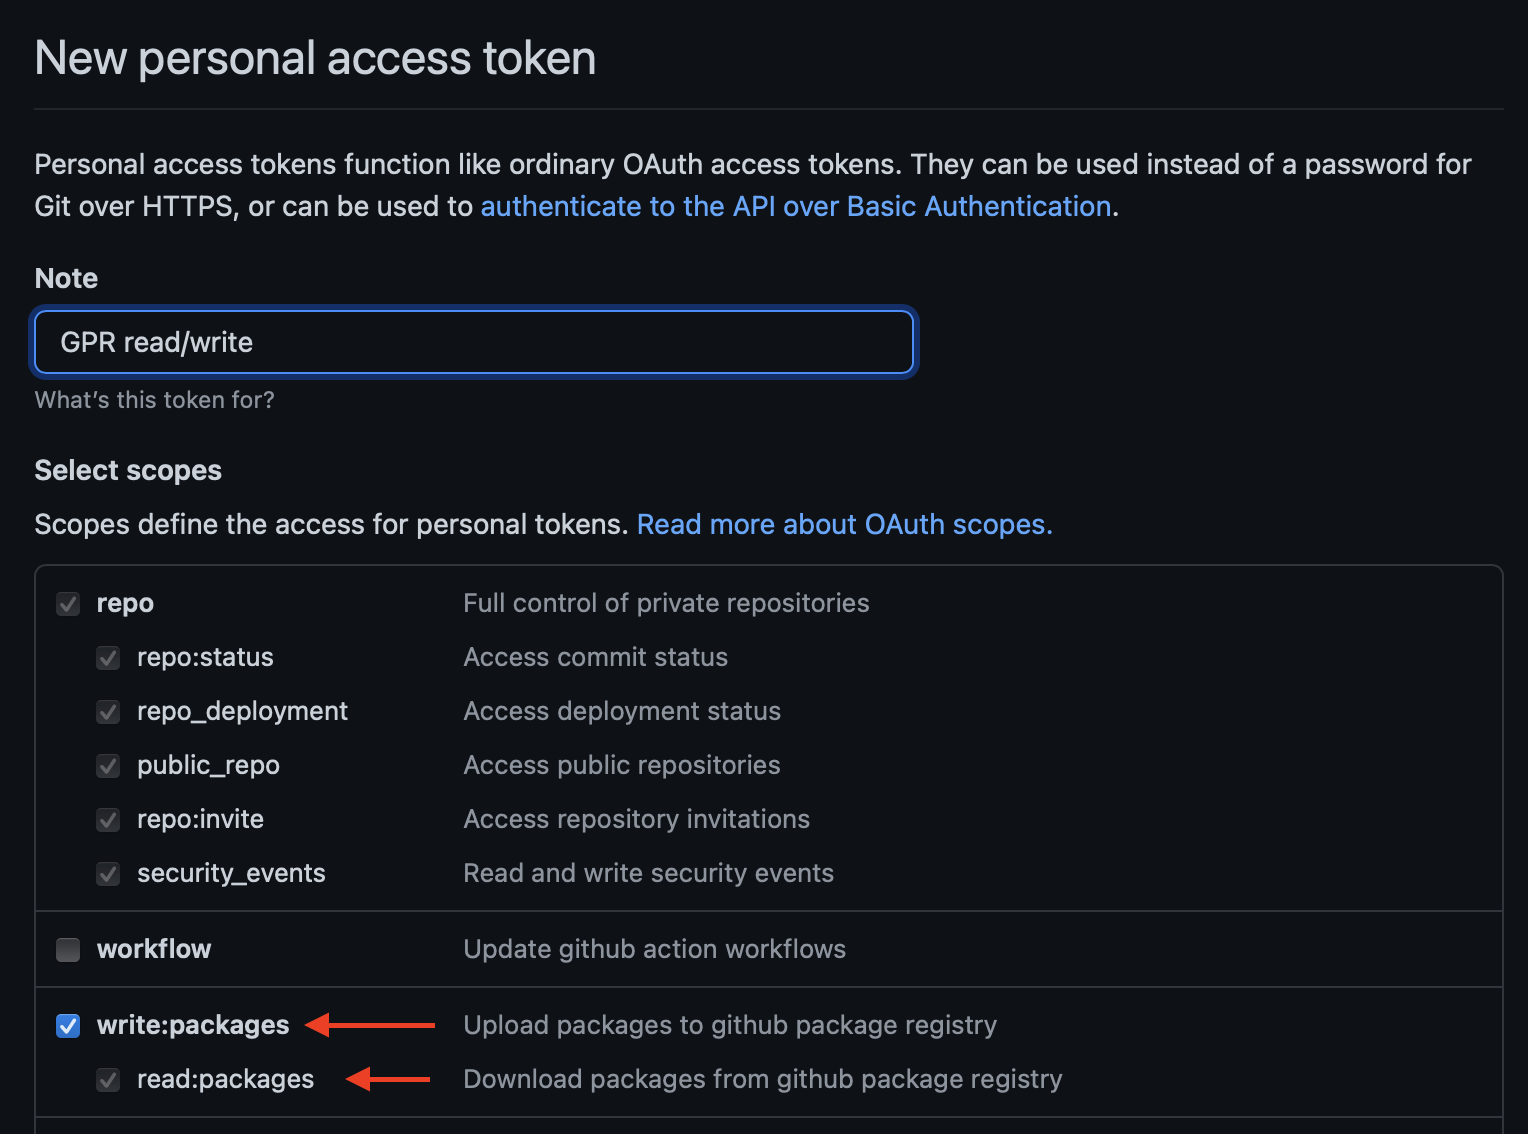 New personal access token
Personal access tokens function like ordinary OAuth access tokens. They can be used instead of a password for
Git over HTTPS, or can be used to authenticate to the API over Basic Authentication.
Note
GPR read/write
What's this token for?
Select scopes
Scopes define the access for personal tokens. Read more about OAuth scopes.
repo Full control of private repositories
repo:status Access commit status
repo_deployment Access deployment status
public_repo Access public repositories
repo:invite Access repository invitations
security_events Read and write security events
workflow Update github action workflows
write:packages Upload packages to github package registry
read:packages Download packages from github package registry